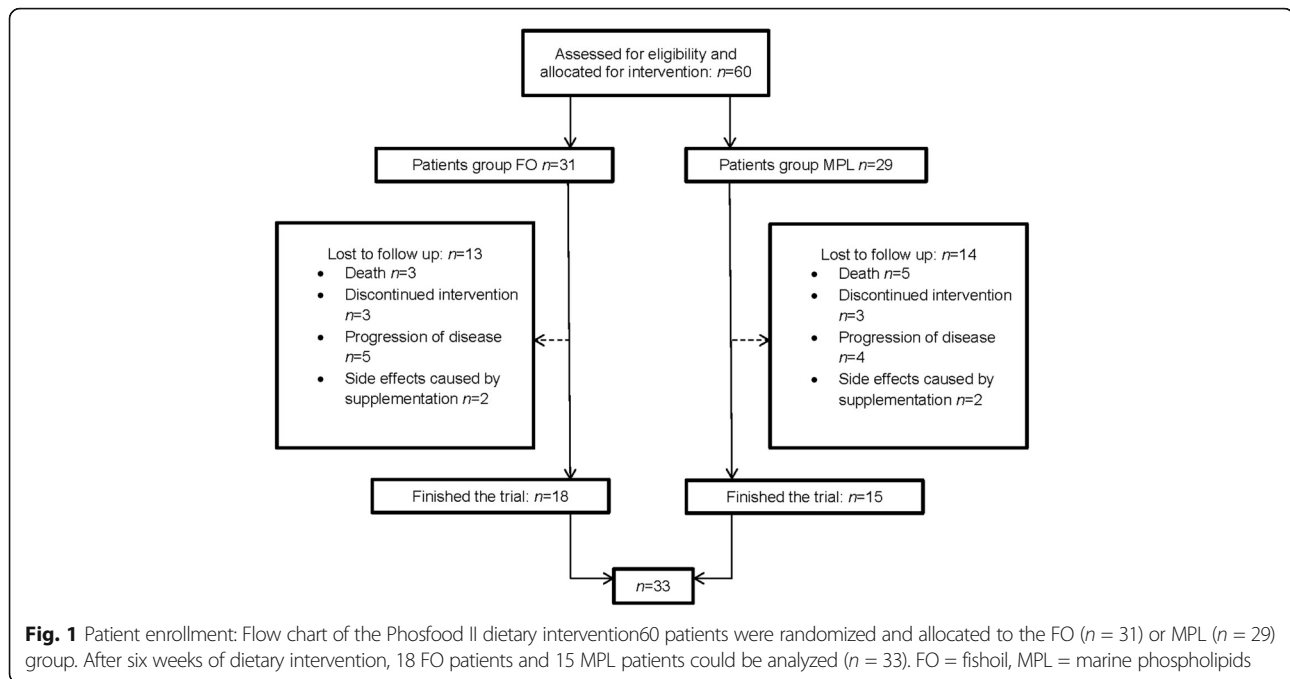 Assessed for eligibility and
allocated for intervention: n=60
Patients group FO n=31
Patients group MPL n=29
Lost to follow up: n=13
• Death n=3
• Discontinued intervention
n=3
• Progression of disease
n=5
• Side effects caused by
supplementation n=2
Lost to follow up: n=14
• Death n=5
• Discontinued intervention
n=3
• Progression of disease
n=4
• Side effects caused by
supplementation n=2
Finished the trial: n=18
Finished the trial: n=15
n=33
Fig. 1 Patient enrollment: Flow chart of the Phosfood II dietary intervention60 patients were randomized and allocated to the FO (n = 31) or MPL (n = 29)
group. After six weeks of dietary intervention, 18 FO patients and 15 MPL patients could be analyzed (n = 33). FO = fishoil, MPL = marine phospholipids